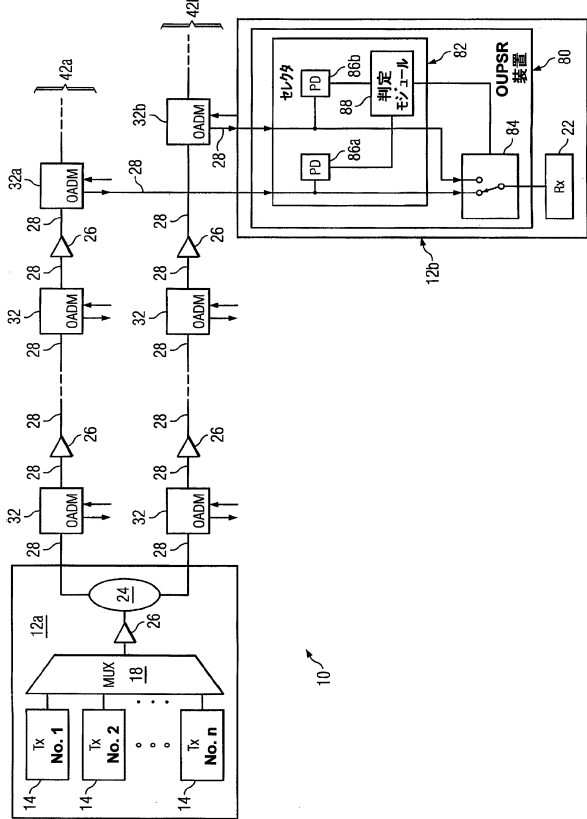 12a
14
Tx
No. 1
14
Tx
No. 2
14
Tx
No. n
MUX
18
26
24
28
32
OADM
28
26
28
32
OADM
28
26
28
32a
OADM
42a
28
32
OADM
28
26
28
32
OADM
28
26
28
32b
OADM
42b
28
28
10
12b
セレクタ
PD
86a
PD
86b
88
判定
モジュール
82
84
OUPSR
装置
80
Rx
22